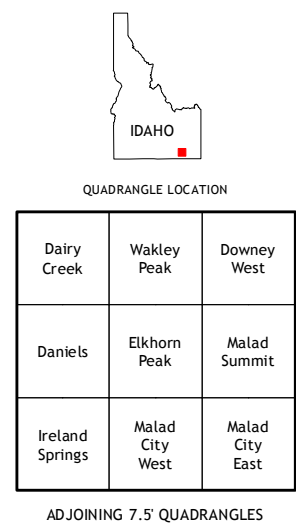 IDAHO
QUADRANGLE LOCATION
Dairy
Creek
Wakley
Peak
Downey
West
Daniels
Elkhorn
Peak
Malad
Summit
Ireland
Springs
Malad
City
West
Malad
City
East
ADJOINING 7.5' QUADRANGLES